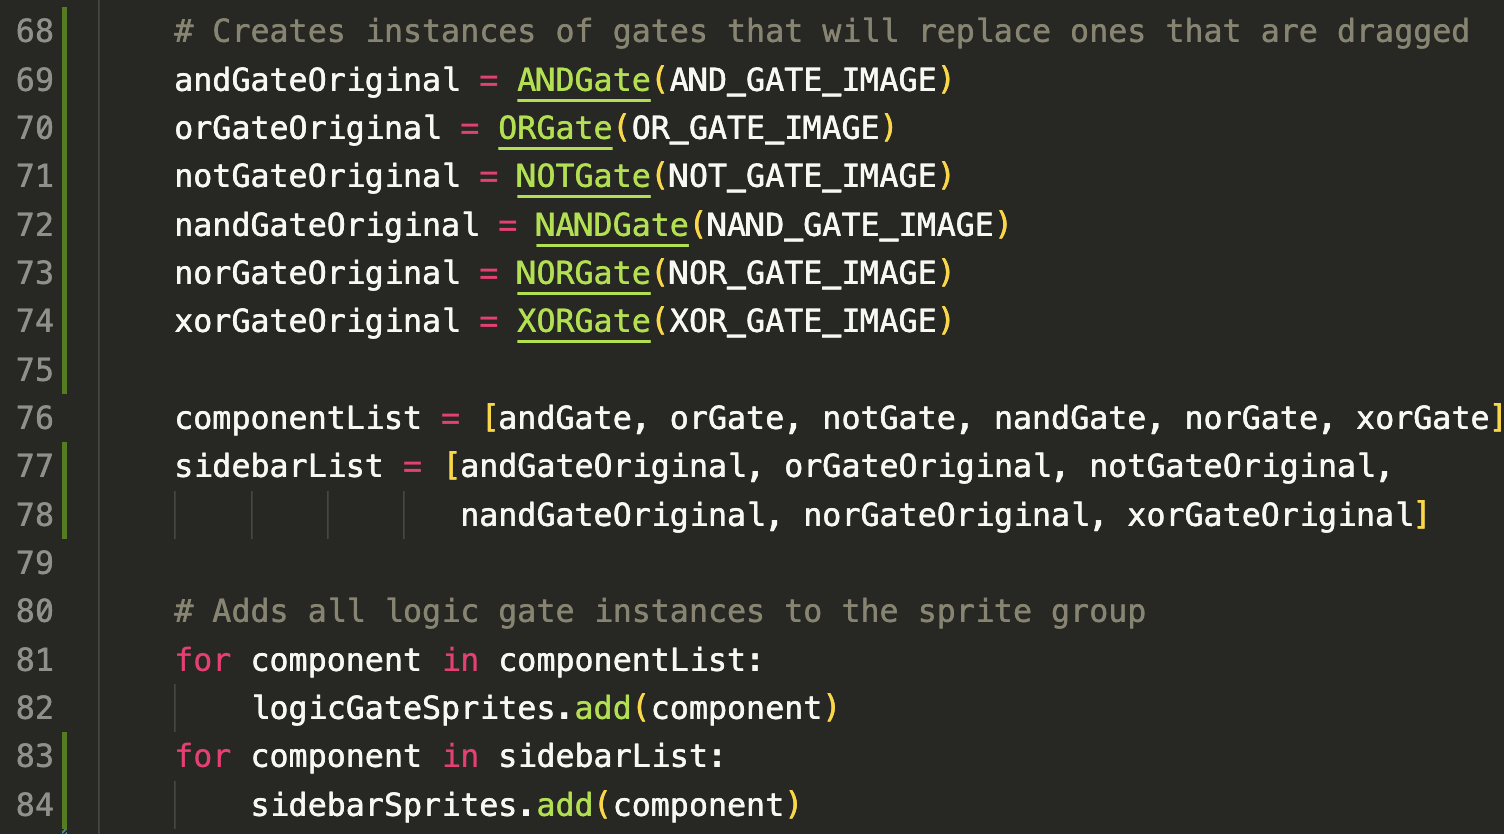 68 # Creates instances of gates that will replace ones that are dragged
69 andGateOriginal = ANDGate(AND_GATE_IMAGE)
70 orGateOriginal = ORGate(OR_GATE_IMAGE)
71 notGateOriginal = NOTGate(NOT_GATE_IMAGE)
72 nandGateOriginal = NANDGate(NAND_GATE_IMAGE)
73 norGateOriginal = NORGate(NOR_GATE_IMAGE)
74 xorGateOriginal = XORGate(XOR_GATE_IMAGE)
75
76 componentList = [andGate, orGate, notGate, nandGate, norGate, xorGate]
77 sidebarList = [andGateOriginal, orGateOriginal, notGateOriginal,
78 nandGateOriginal, norGateOriginal, xorGateOriginal]
79
80 # Adds all logic gate instances to the sprite group
81 for component in componentList:
82 logicGateSprites.add(component)
83 for component in sidebarList:
84 sidebarSprites.add(component)